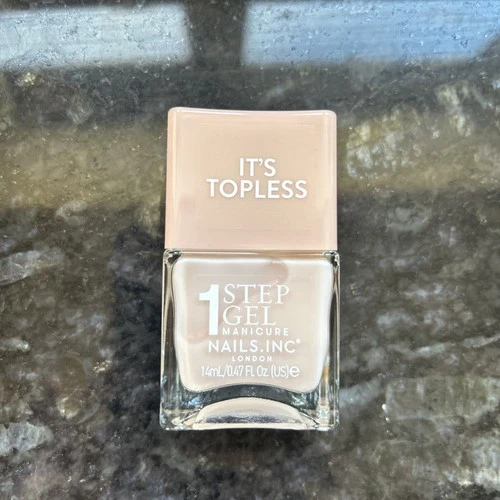 IT'S
TOPLESS
1 STEP
GEL
MANICURE
NAILS.INC®
LONDON
14mL/0.47 FL Oz (US)℮